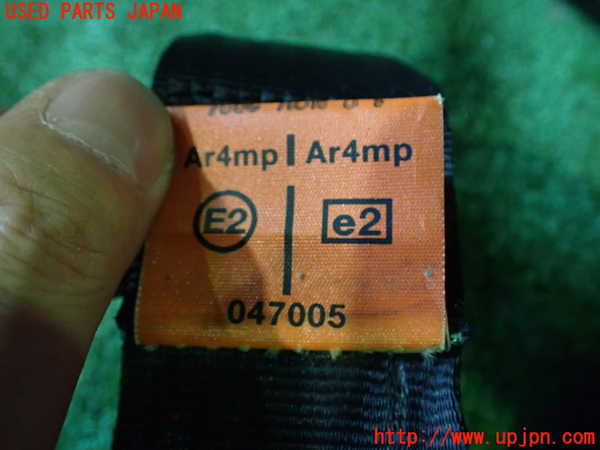 USED PARTS JAPAN
Ar4mp | Ar4mp
E2 e2
047005
http://www.upjpn.com/